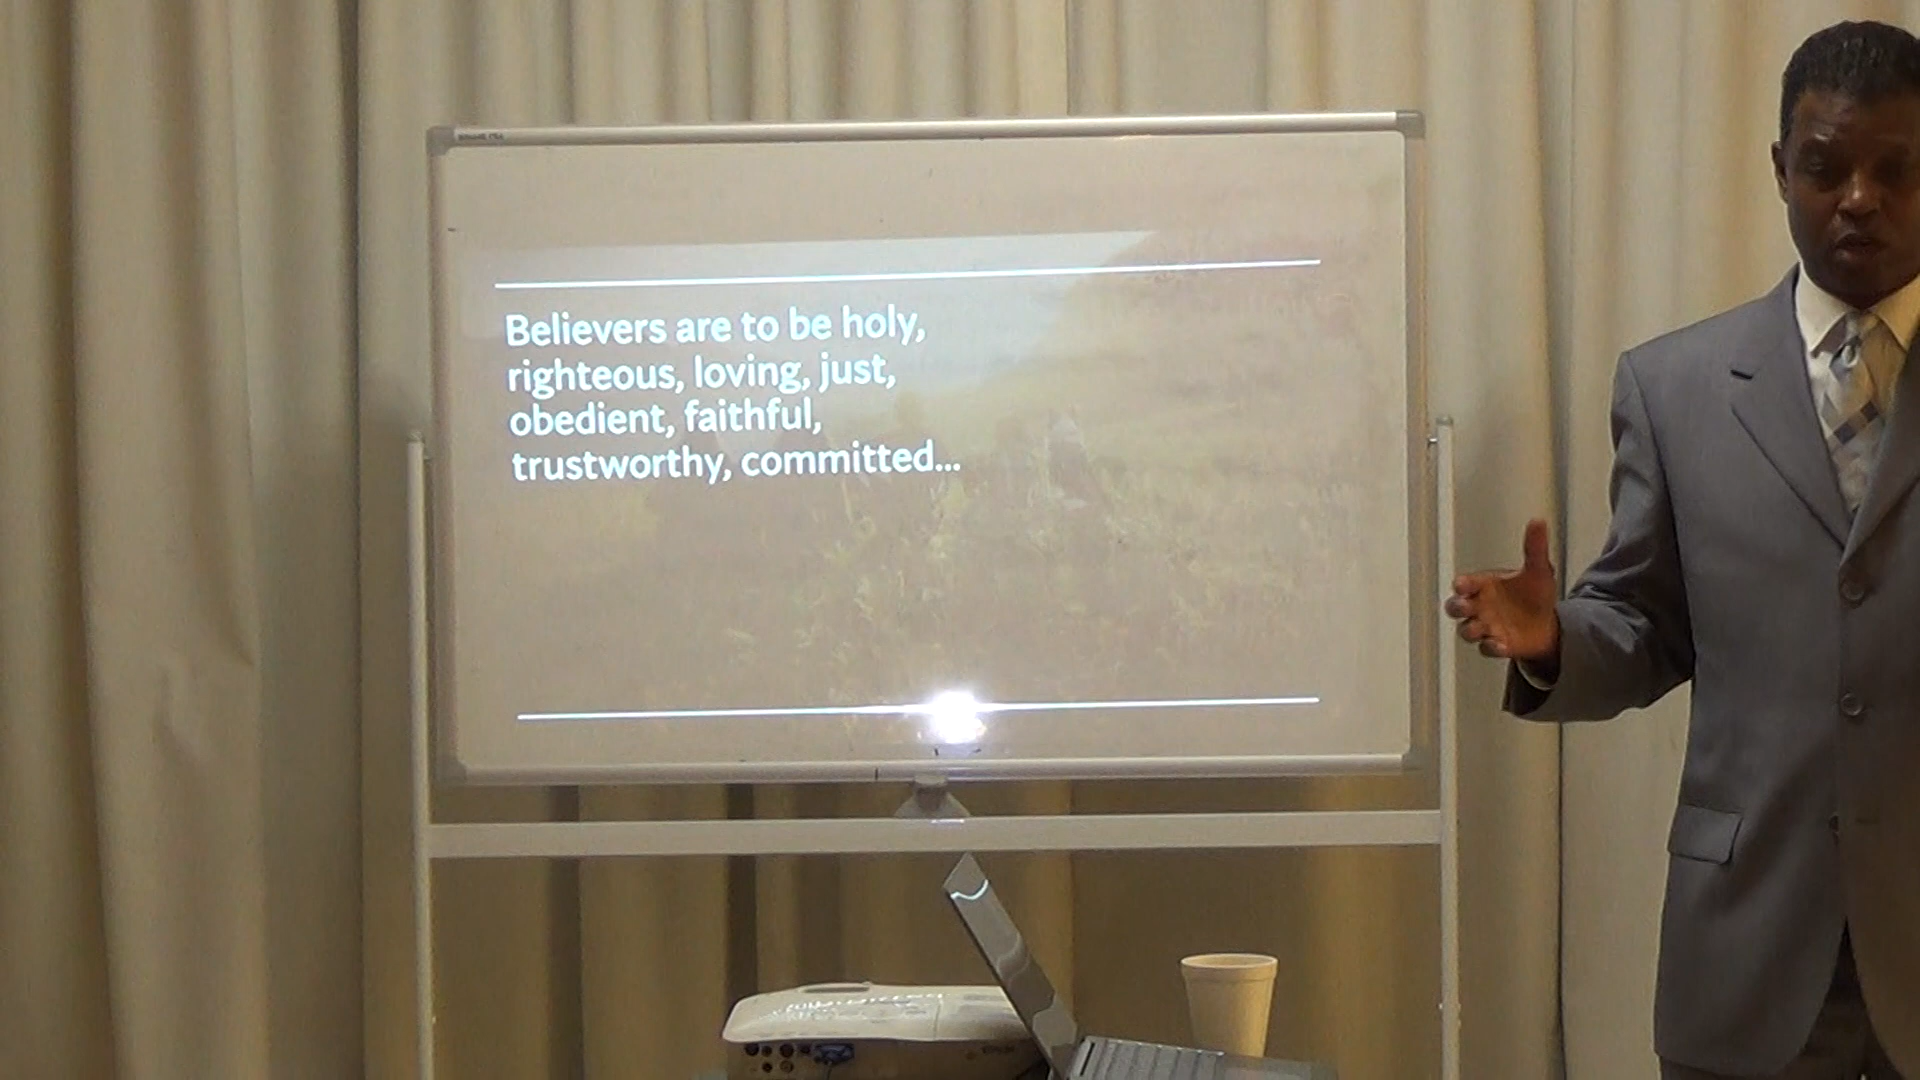 Believers are to be holy,
righteous, loving, just,
obedient, faithful,
trustworthy, committed...